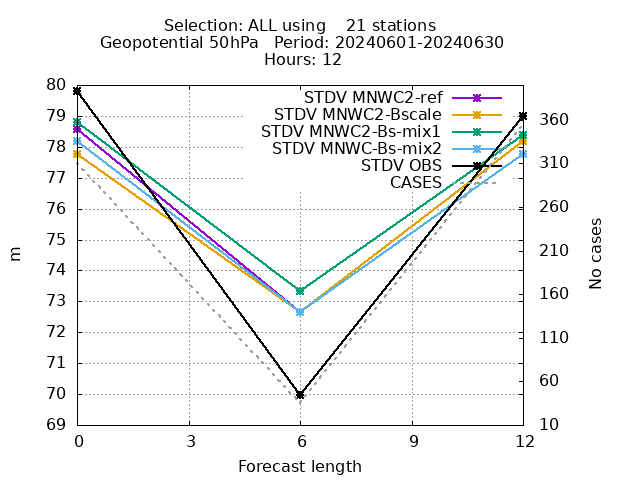 Selection: ALL using    21 stations
Geopotential 50hPa   Period: 20240601-20240630
Hours: 12
STDV MNWC2-ref
STDV MNWC2-Bscale
STDV MNWC2-Bs-mix1
STDV MNWC-Bs-mix2
STDV OBS
CASES
80
79
78
77
76
75
74
73
72
71
70
69
m
360
310
260
210
160
110
60
10
No cases
0 3 6 9 12
Forecast length